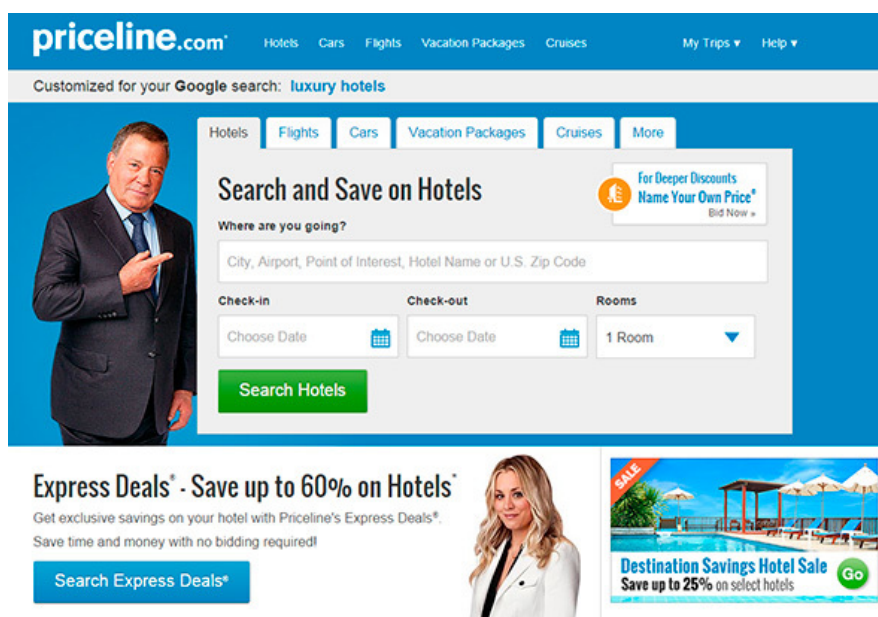 priceline.com®
Hotels Cars Flights Vacation Packages Cruises My Trips ▾ Help ▾
Customized for your Google search: luxury hotels
Hotels Flights Cars Vacation Packages Cruises More
Search and Save on Hotels
For Deeper Discounts
Name Your Own Price®
Bid Now »
Where are you going?
City, Airport, Point of Interest, Hotel Name or U.S. Zip Code
Check-in Check-out Rooms
Choose Date Choose Date 1 Room
Search Hotels
Express Deals® - Save up to 60% on Hotels*
Get exclusive savings on your hotel with Priceline's Express Deals®.
Save time and money with no bidding required!
Search Express Deals®
SALE
Destination Savings Hotel Sale
Save up to 25% on select hotels
Go